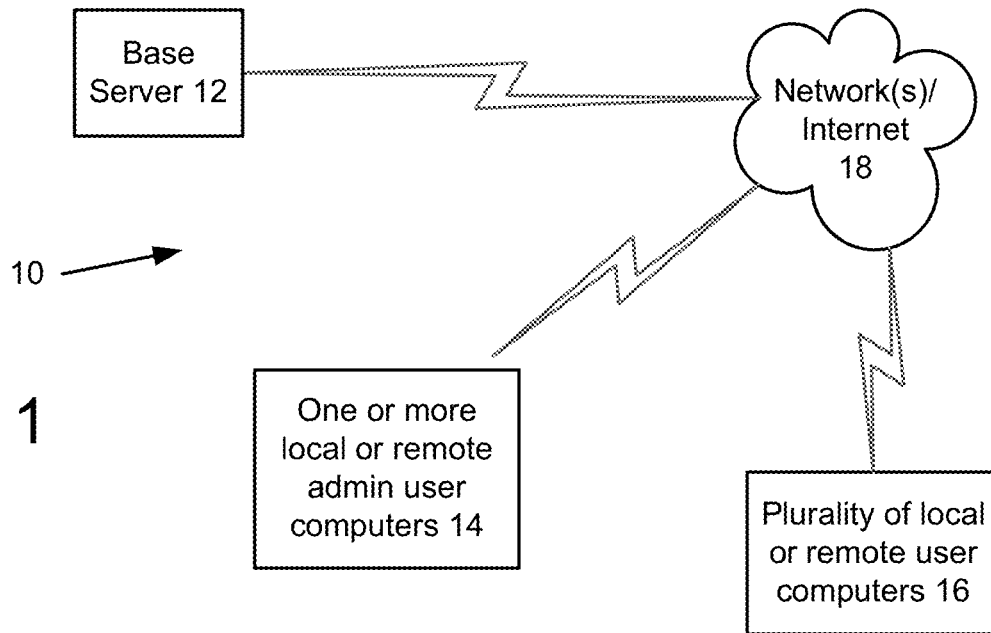 Base
Server 12
Network(s)/
Internet
18
10
1
One or more
local or remote
admin user
computers 14
Plurality of local
or remote user
computers 16